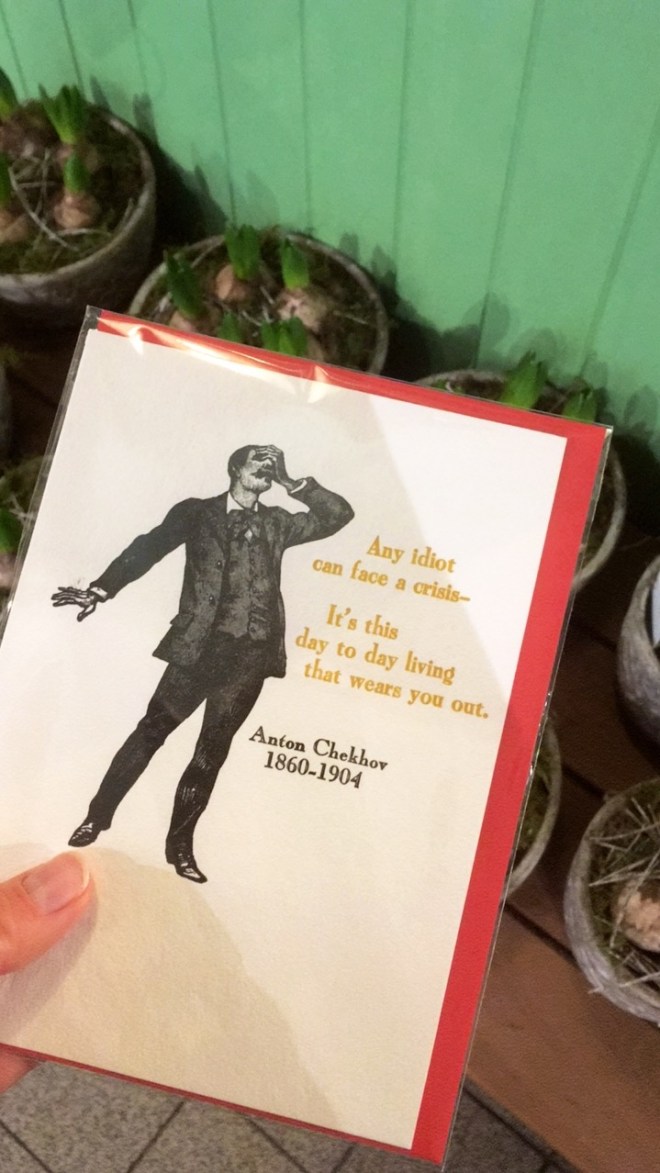 Any idiot
can face a crisis–
It's this
day to day living
that wears you out.
Anton Chekhov
1860-1904